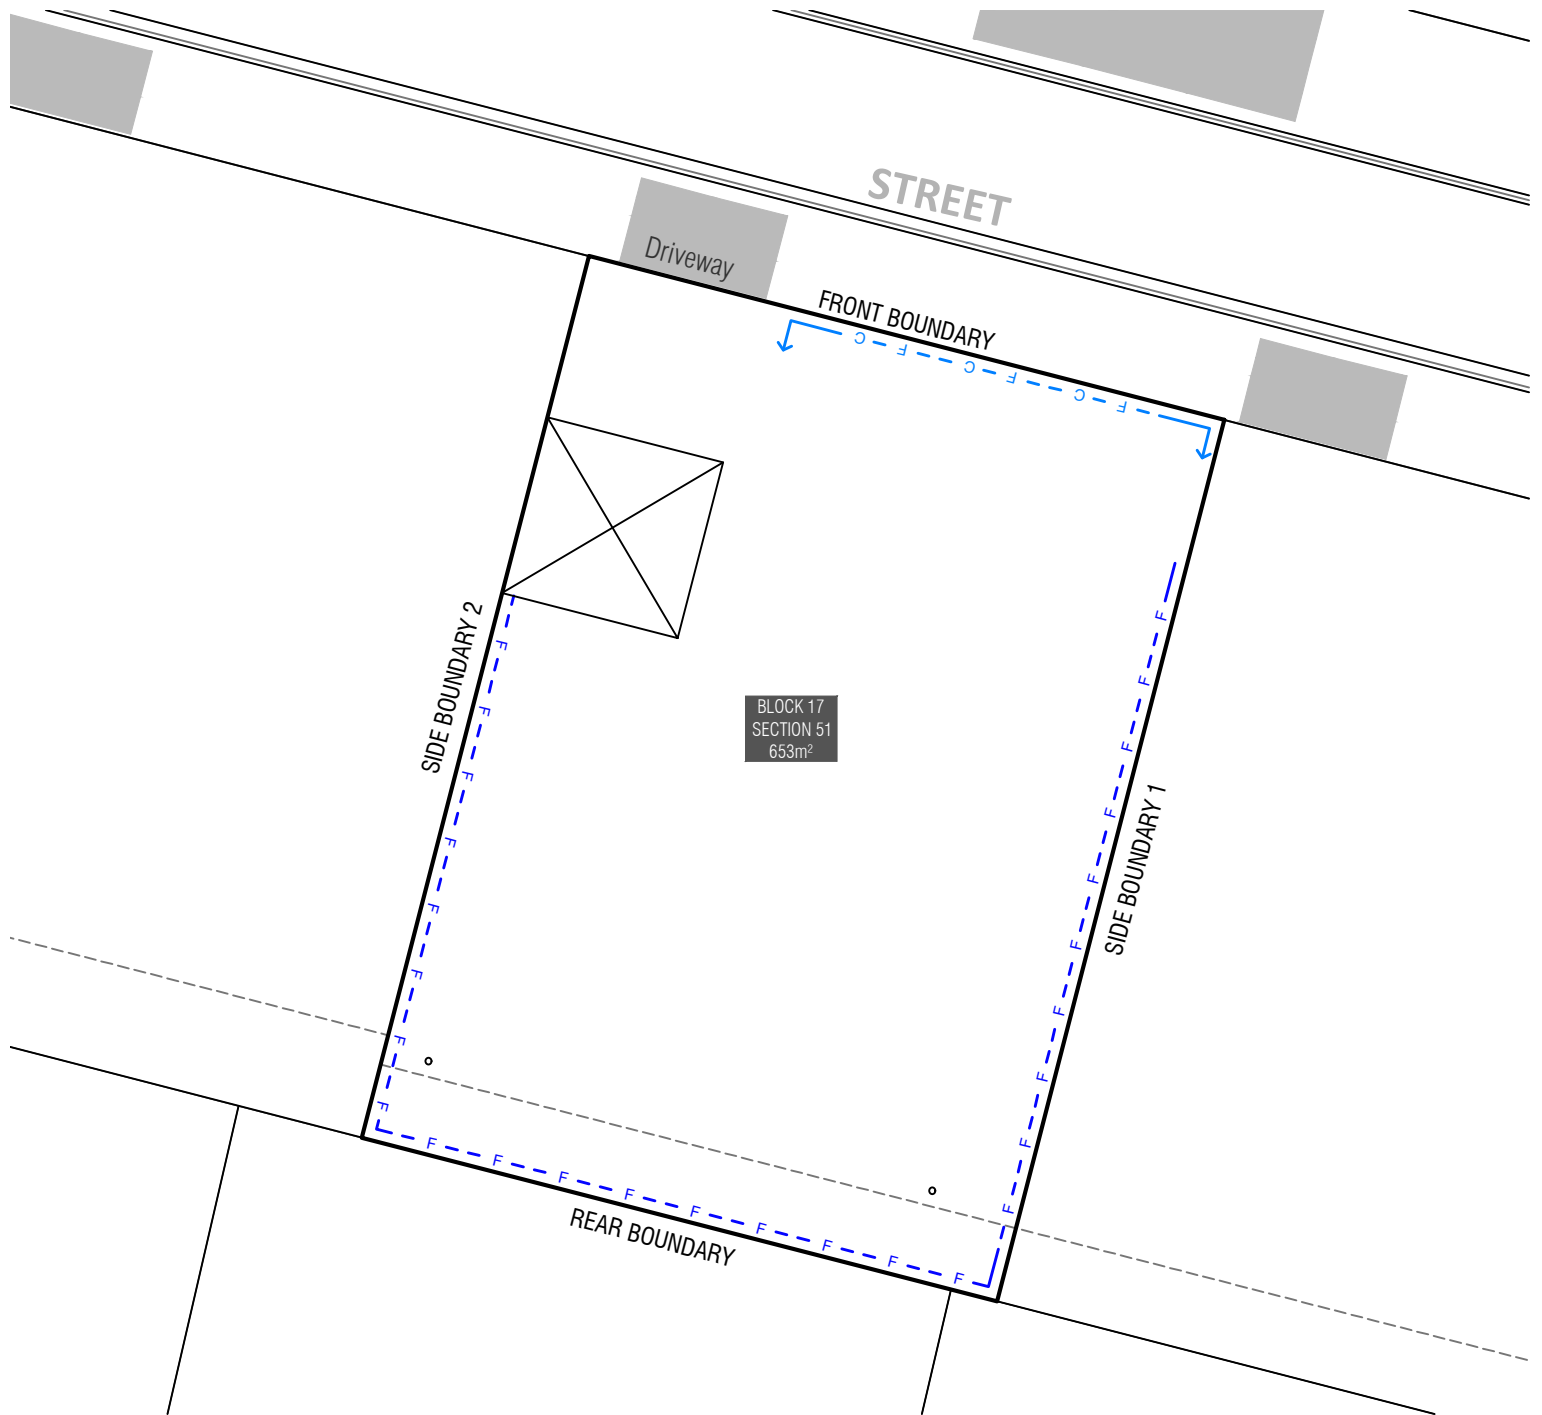 STREET
Driveway
FRONT BOUNDARY
C F C F C F
SIDE BOUNDARY 2
F F F F F F F F
BLOCK 17
SECTION 51
653m²
SIDE BOUNDARY 1
F F F F F F F F F F
F F F F F F F F F
REAR BOUNDARY